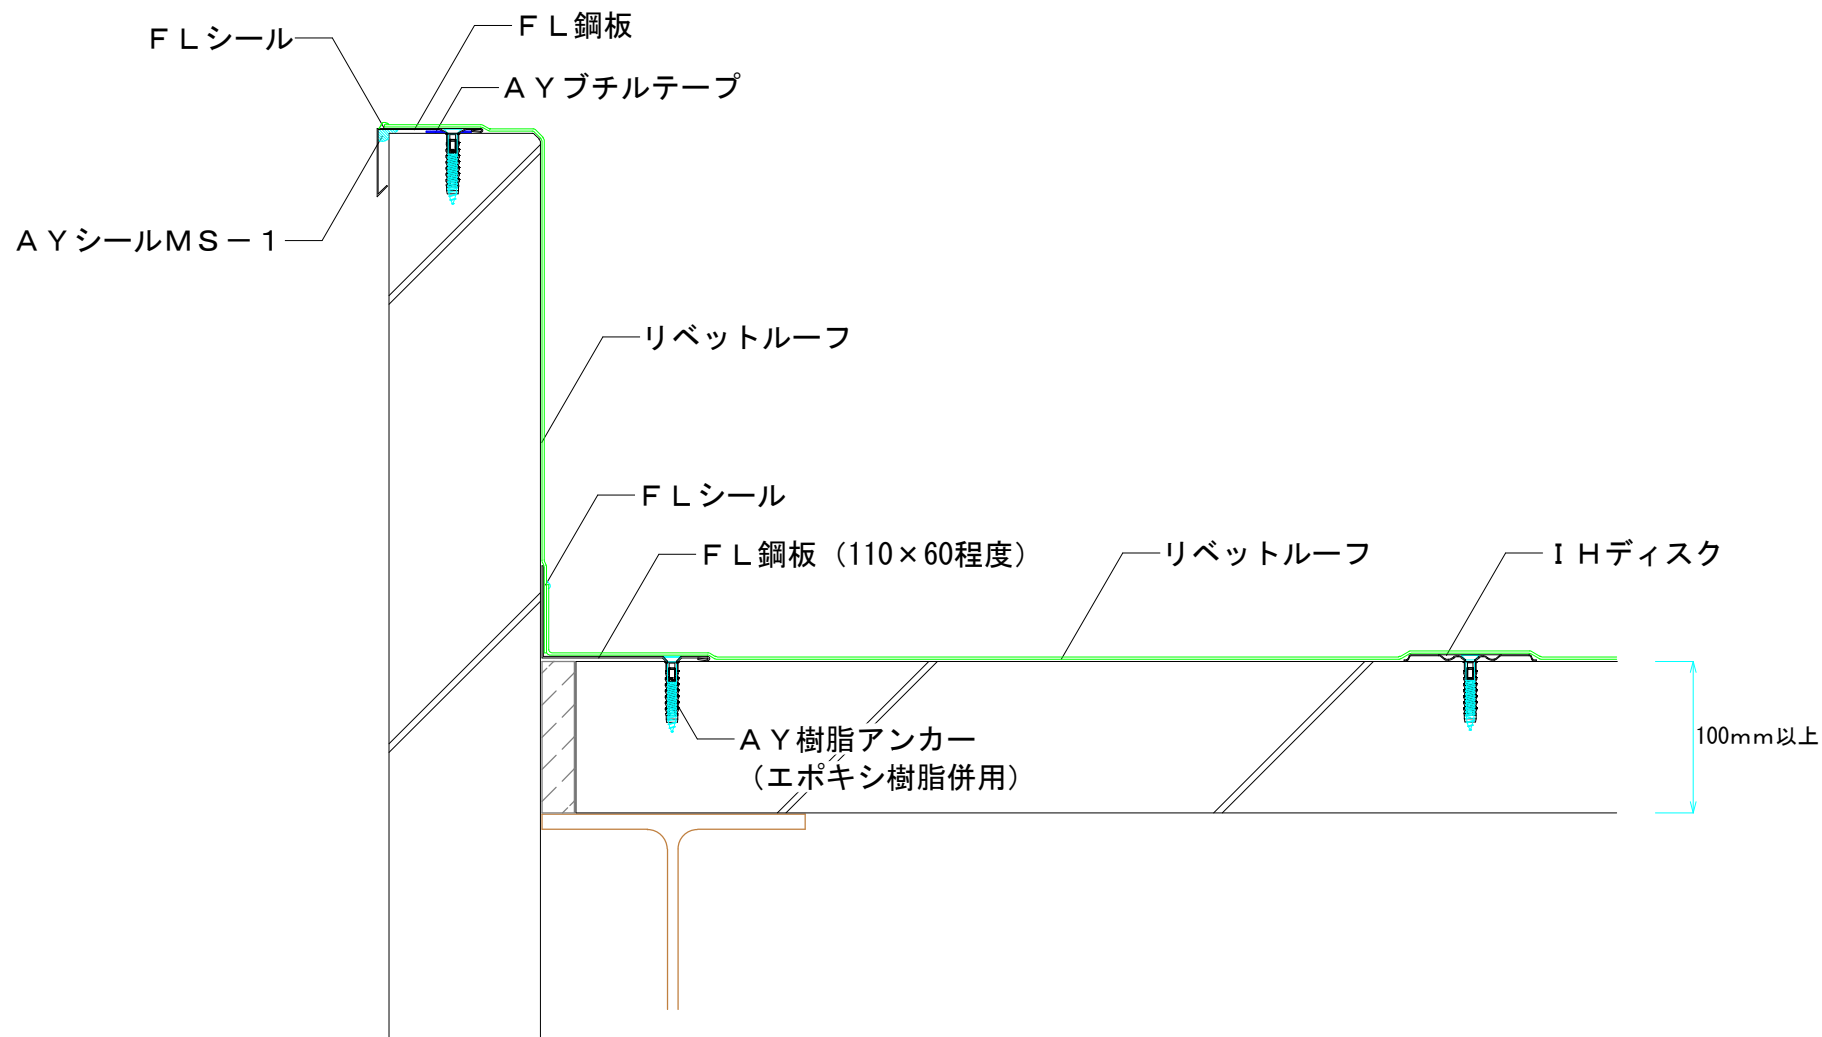 ＦＬシール
ＦＬ鋼板
ＡＹブチルテープ
ＡＹシールＭＳ－１
リベットルーフ
ＦＬシール
ＦＬ鋼板（110×60程度）
リベットルーフ
ＩＨディスク
ＡＹ樹脂アンカー
（エポキシ樹脂併用）
100mm以上